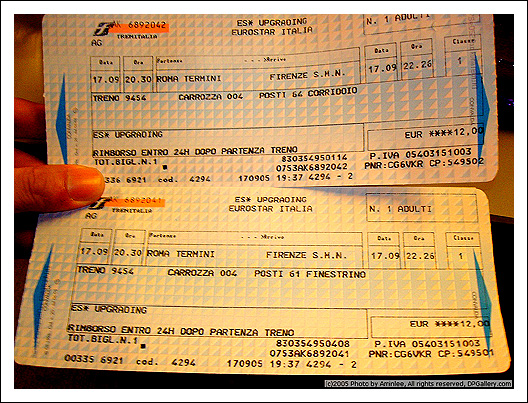 AK 6892042
TRENITALIA
AG
ES* UPGRADING
EUROSTAR ITALIA
N. 1 ADULTI
Data Ora Partenza - - ->Arrivo Data Ora Classe
17.09 20.30 ROMA TERMINI FIRENZE S.M.N. 17.09 22.26 1
TRENO 9454 CARROZZA 004 POSTI 64 CORRIDOIO
ES* UPGRADING
EUR ****12,00
RIMBORSO ENTRO 24H DOPO PARTENZA TRENO
TOT.BIGL.N.1
830354950114 P.IVA 05403151003
0753AK6892042 PNR:CG6VKR CP:549502
00336 6921 cod. 4294 170905 19:37 4294 - 2
AK 6892041
TRENITALIA
AG
ES* UPGRADING
EUROSTAR ITALIA
N. 1 ADULTI
Data Ora Partenza - - ->Arrivo Data Ora Classe
17.09 20.30 ROMA TERMINI FIRENZE S.M.N. 17.09 22.26 1
TRENO 9454 CARROZZA 004 POSTI 61 FINESTRINO
ES* UPGRADING
EUR ****12,00
RIMBORSO ENTRO 24H DOPO PARTENZA TRENO
TOT.BIGL.N.1
830354950408 P.IVA 05403151003
0753AK6892041 PNR:CG6VKR CP:549501
00335 6921 cod. 4294 170905 19:37 4294 - 2
(c)2005 Photo by Aminlee, All rights reserved, DPGallery.com